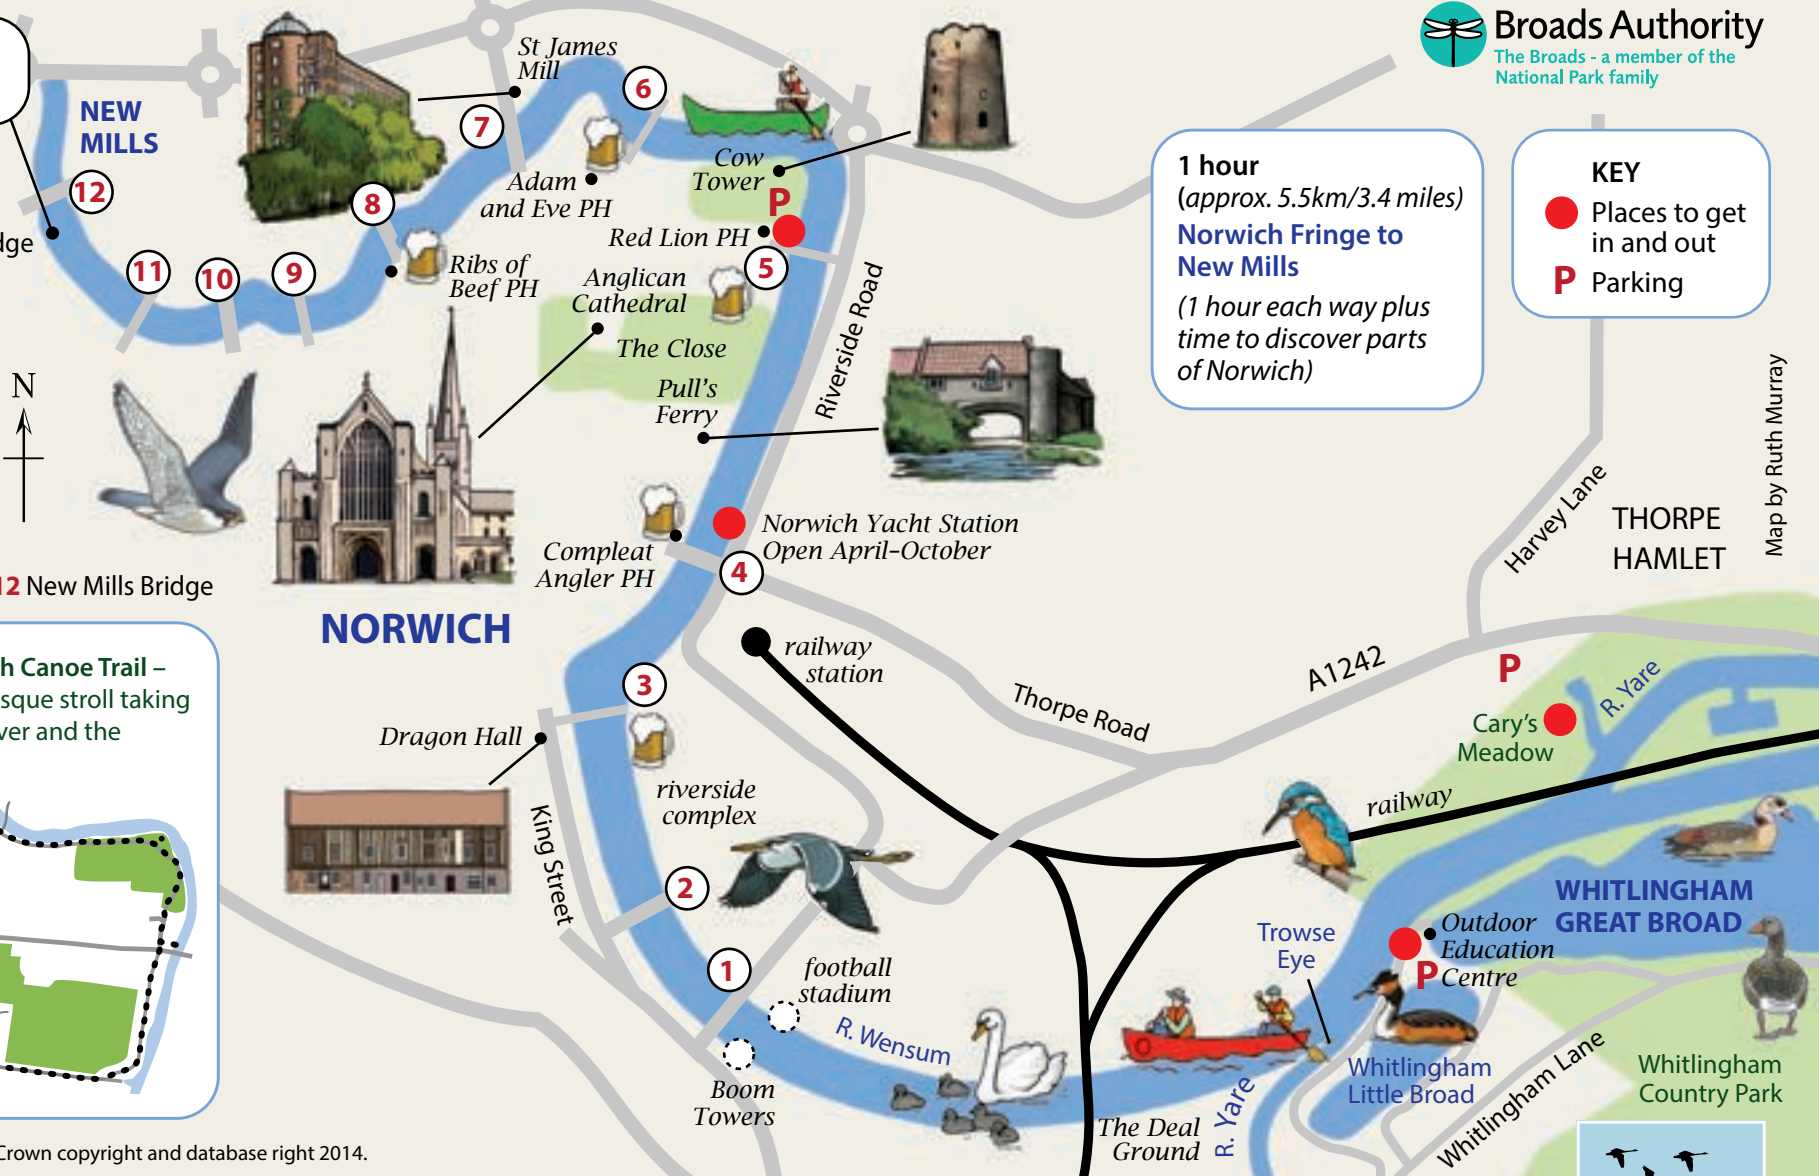 Broads Authority
The Broads - a member of the
National Park family
NEW
MILLS
St James
Mill
6
7
12
8
11
10
9
Adam
and Eve PH
Cow
Tower
P
Red Lion PH
5
Ribs of
Beef PH
Anglican
Cathedral
The Close
Pull's
Ferry
Riverside Road
1 hour
(approx. 5.5km/3.4 miles)
Norwich Fringe to
New Mills
(1 hour each way plus
time to discover parts
of Norwich)
KEY
Places to get
in and out
P Parking
Map by Ruth Murray
dge
N
12 New Mills Bridge
NORWICH
Compleat
Angler PH
Norwich Yacht Station
Open April-October
4
railway
station
Harvey Lane
THORPE
HAMLET
A1242
Thorpe Road
P
Cary's
Meadow
R. Yare
railway
3
Dragon Hall
riverside
complex
King Street
2
1
football
stadium
R. Wensum
Boom
Towers
WHITLINGHAM
GREAT BROAD
Outdoor
Education
Centre
P
Trowse
Eye
Whitlingham
Little Broad
R. Yare
The Deal
Ground
Whitlingham Lane
Whitlingham
Country Park
h Canoe Trail –
sque stroll taking
ver and the
Crown copyright and database right 2014.